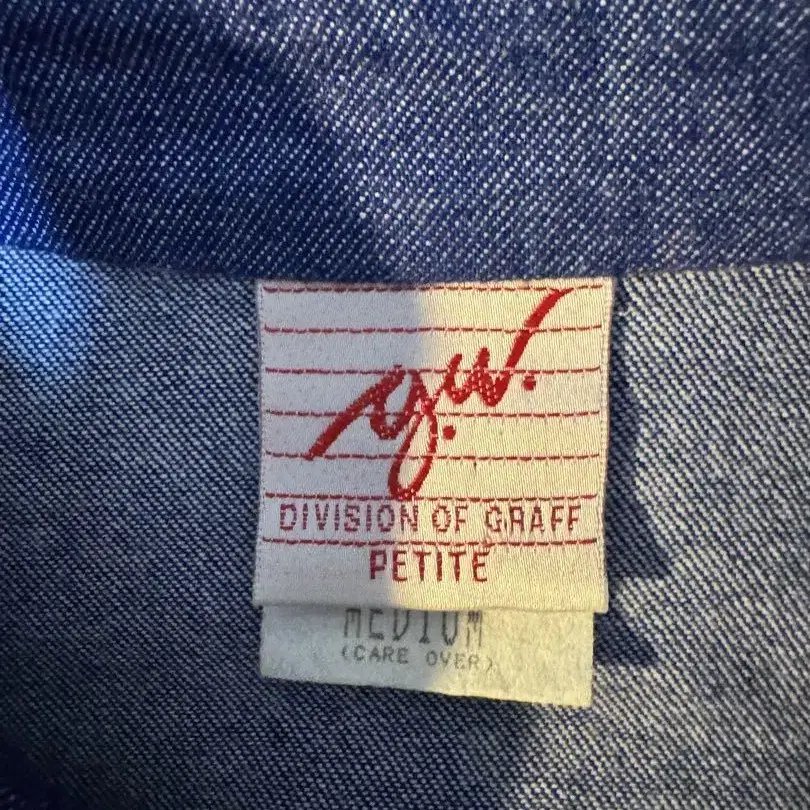 g.w.
DIVISION OF GRAFF
PETITE
MEDIUM
(CARE OVER)